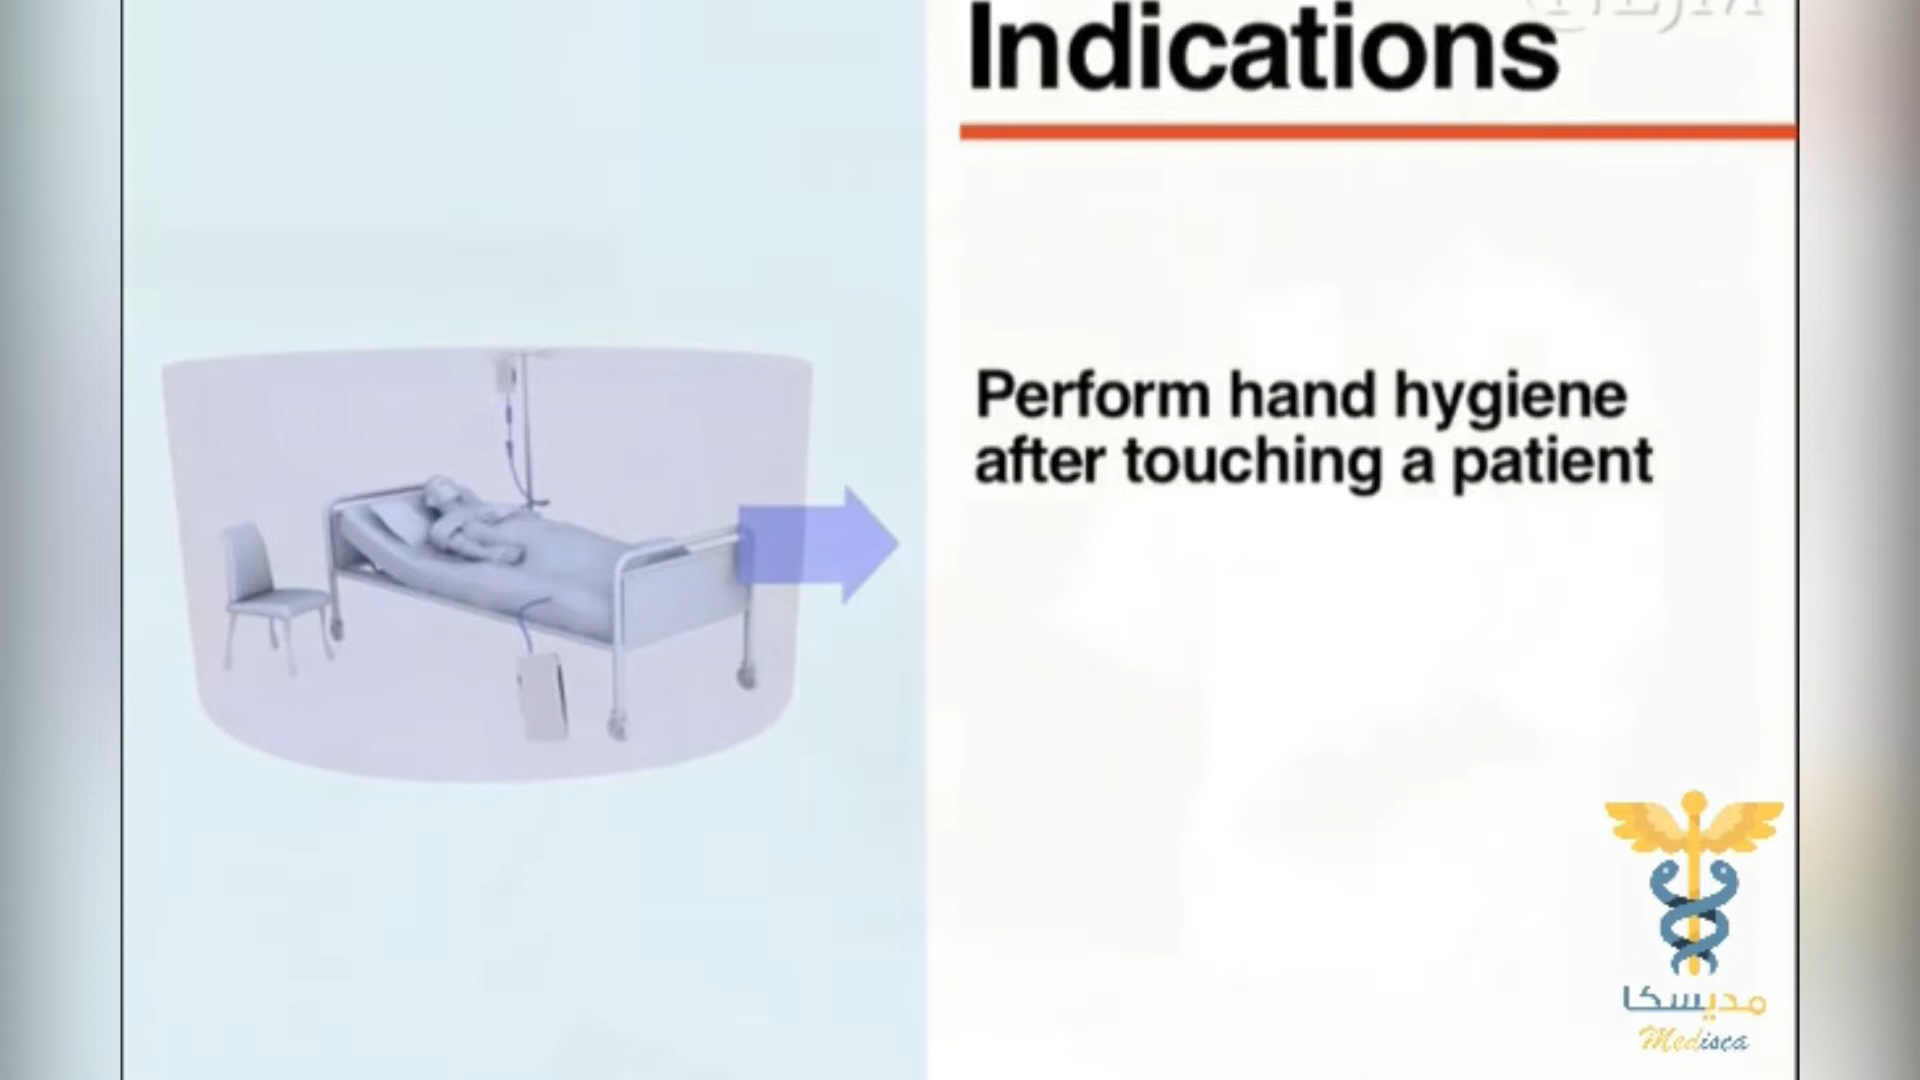 Indications
Perform hand hygiene
after touching a patient
مديسكا
Medisca